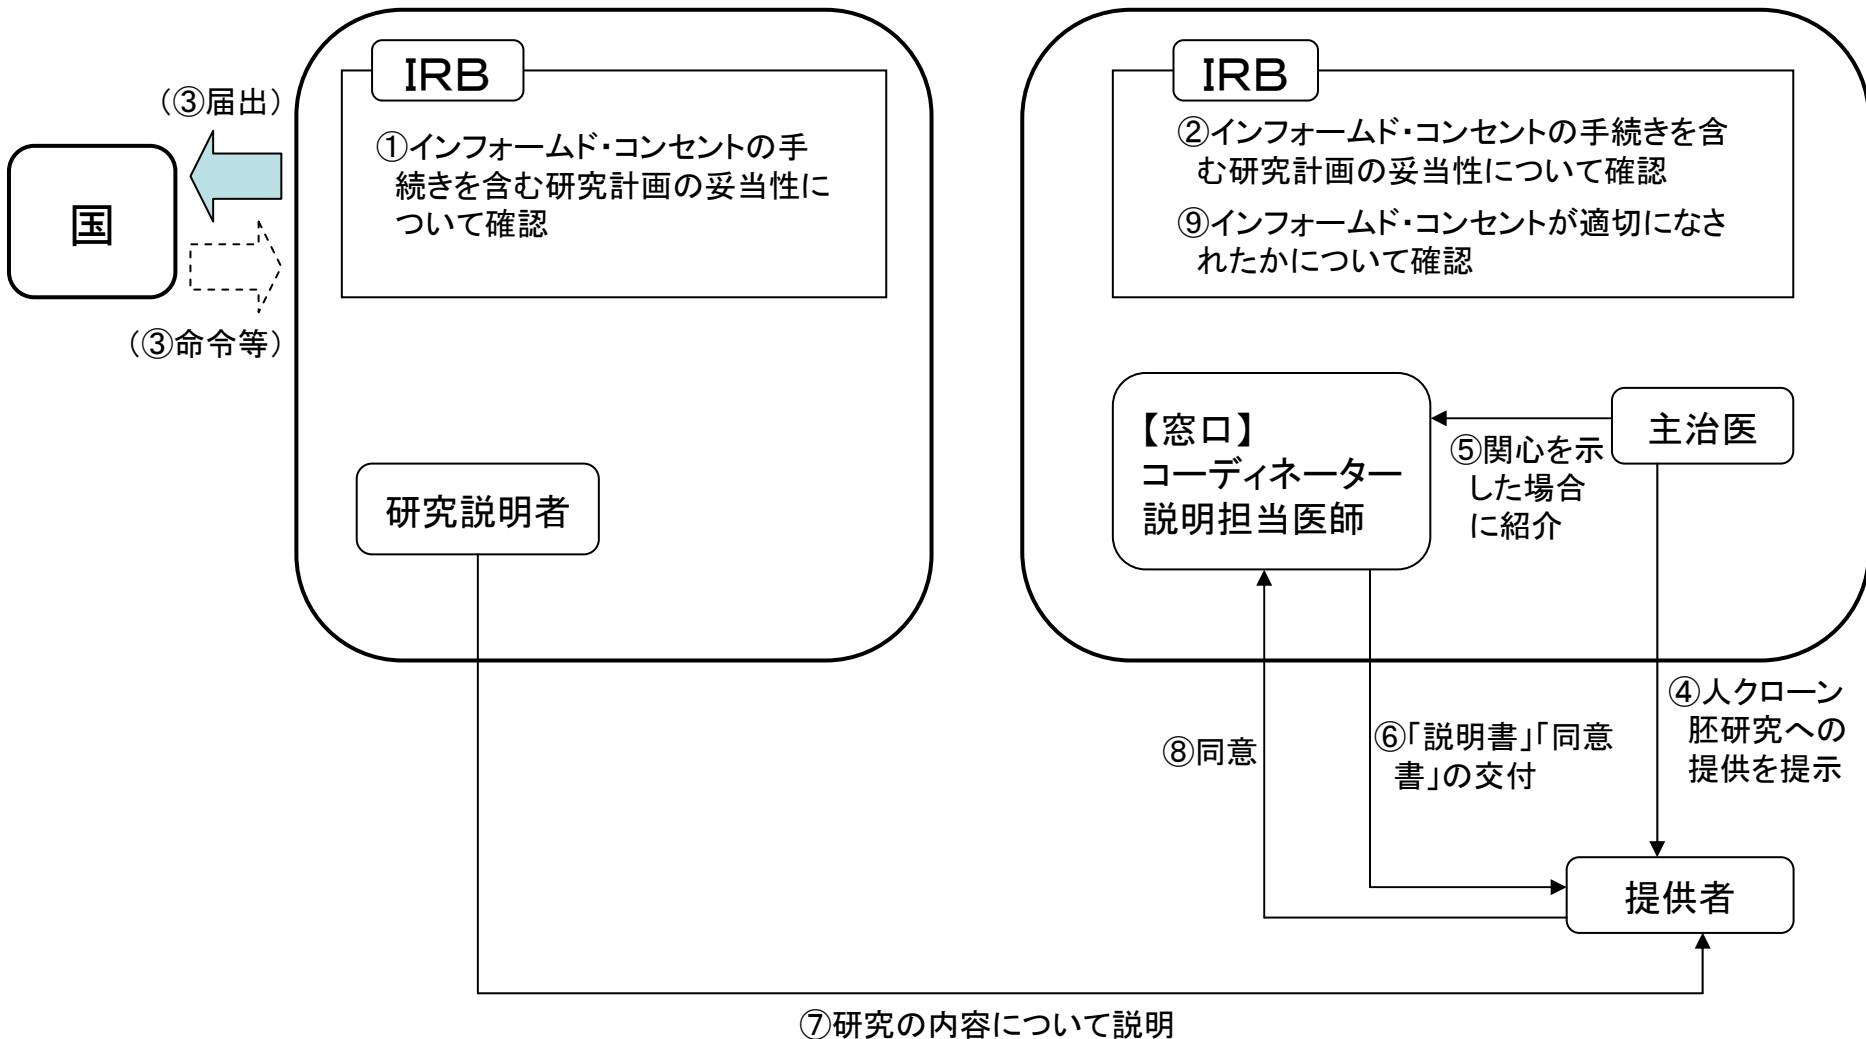 (③届出)
国
(③命令等)
IRB
①インフォームド・コンセントの手
続きを含む研究計画の妥当性に
ついて確認
研究説明者
IRB
②インフォームド・コンセントの手続きを含
む研究計画の妥当性について確認
⑨インフォームド・コンセントが適切になさ
れたかについて確認
【窓口】
コーディネーター
説明担当医師
主治医
⑤関心を示
した場合
に紹介
④人クローン
胚研究への
提供を提示
⑥「説明書」「同意
書」の交付
⑧同意
提供者
⑦研究の内容について説明